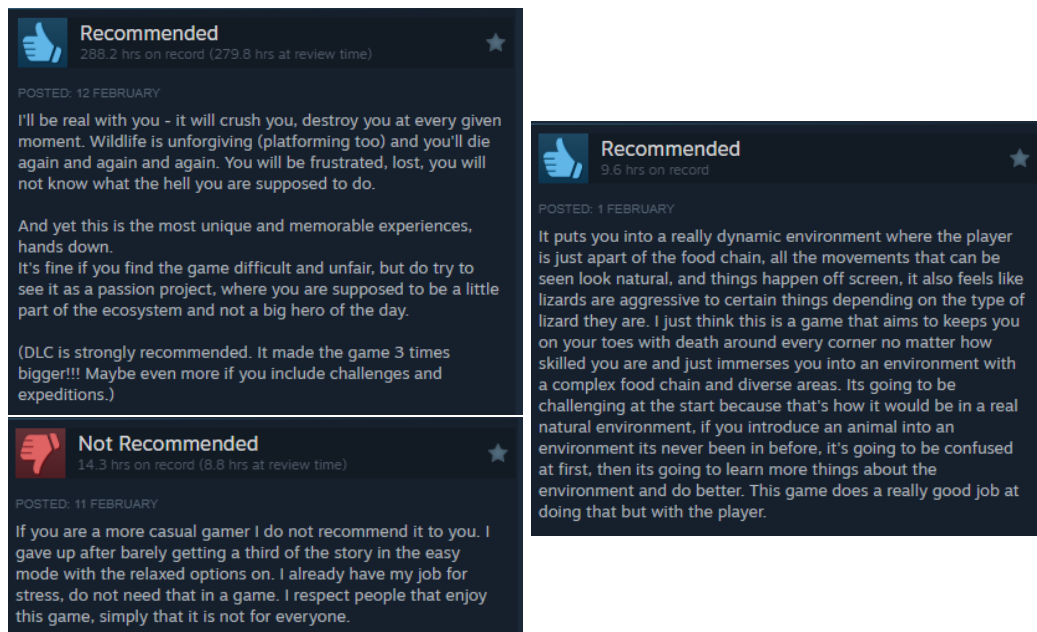 Recommended
288.2 hrs on record (279.8 hrs at review time)
POSTED: 12 FEBRUARY
I'll be real with you - it will crush you, destroy you at every given
moment. Wildlife is unforgiving (platforming too) and you'll die
again and again and again. You will be frustrated, lost, you will
not know what the hell you are supposed to do.
And yet this is the most unique and memorable experiences,
hands down.
It's fine if you find the game difficult and unfair, but do try to
see it as a passion project, where you are supposed to be a little
part of the ecosystem and not a big hero of the day.
(DLC is strongly recommended. It made the game 3 times
bigger!!! Maybe even more if you include challenges and
expeditions.)
Not Recommended
14.3 hrs on record (8.8 hrs at review time)
POSTED: 11 FEBRUARY
If you are a more casual gamer I do not recommend it to you. I
gave up after barely getting a third of the story in the easy
mode with the relaxed options on. I already have my job for
stress, do not need that in a game. I respect people that enjoy
this game, simply that it is not for everyone.
Recommended
9.6 hrs on record
POSTED: 1 FEBRUARY
It puts you into a really dynamic environment where the player
is just apart of the food chain, all the movements that can be
seen look natural, and things happen off screen, it also feels like
lizards are aggressive to certain things depending on the type of
lizard they are. I just think this is a game that aims to keeps you
on your toes with death around every corner no matter how
skilled you are and just immerses you into an environment with
a complex food chain and diverse areas. Its going to be
challenging at the start because that's how it would be in a real
natural environment, if you introduce an animal into an
environment its never been in before, it's going to be confused
at first, then its going to learn more things about the
environment and do better. This game does a really good job at
doing that but with the player.